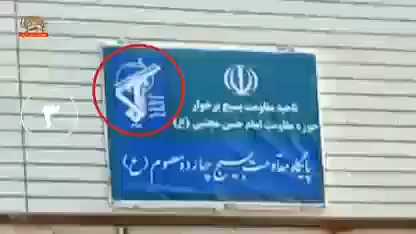 ناحیه مقاومت بسیج برخوار
حوزه مقاومت امام حسن مجتبی (ع)
پایگاه مقاومت بسیج چهارده معصوم (ع)
۳